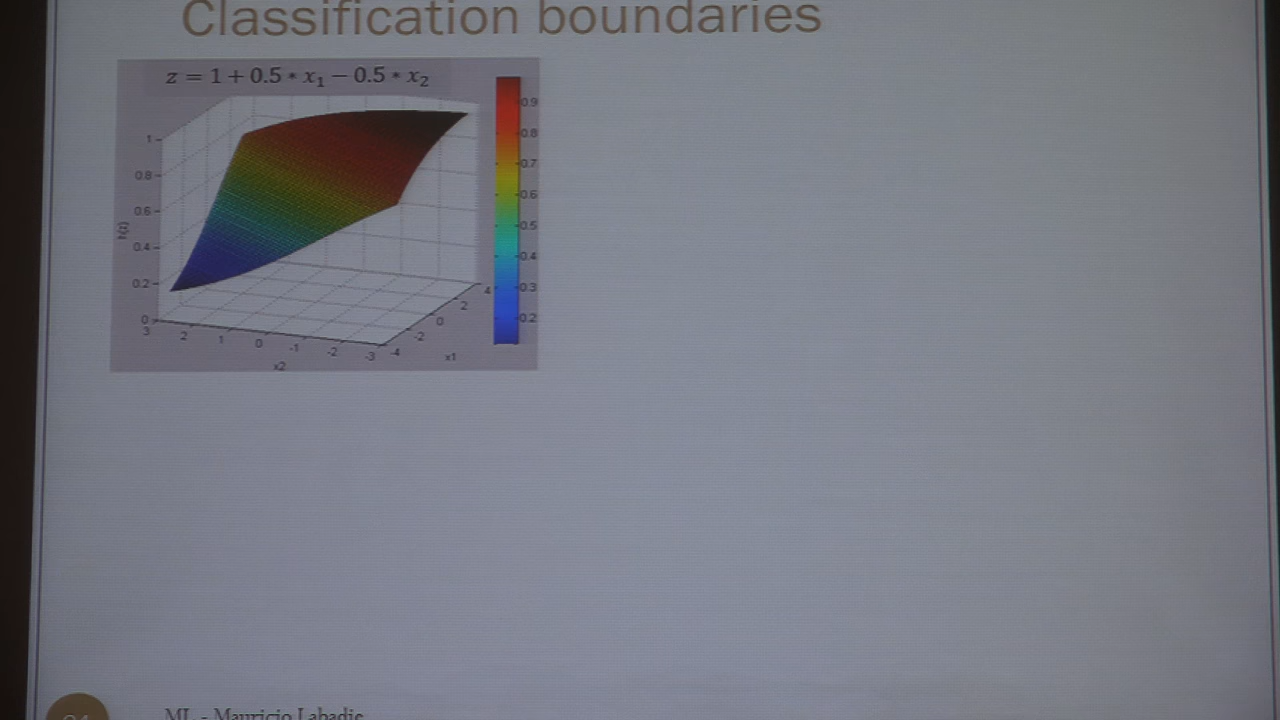 Classification boundaries
z = 1 + 0.5 * x₁ − 0.5 * x₂
1
0.8
0.6
0.4
0.2
0
h(z)
3 2 1 0 -1 -2 -3
x2
-4 -2 0 2 4
x1
0.9
0.8
0.7
0.6
0.5
0.4
0.3
0.2
ML - Mauricio Labadie